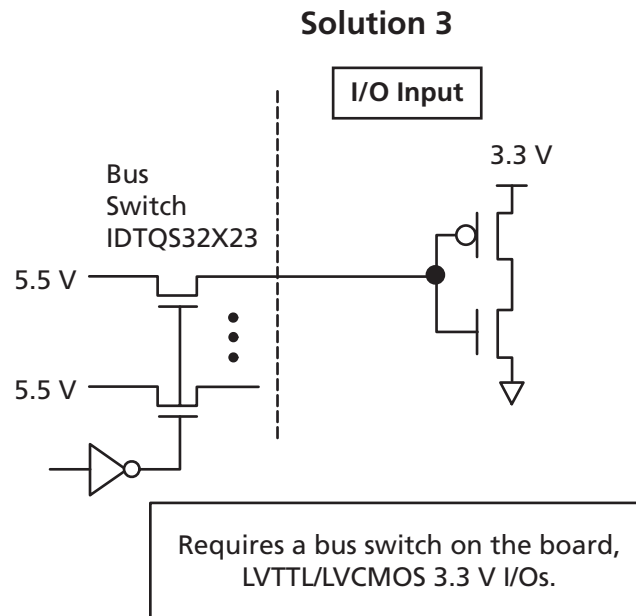 Solution 3
I/O Input
3.3 V
Bus
Switch
IDTQS32X23
5.5 V
5.5 V
Requires a bus switch on the board,
LVTTL/LVCMOS 3.3 V I/Os.